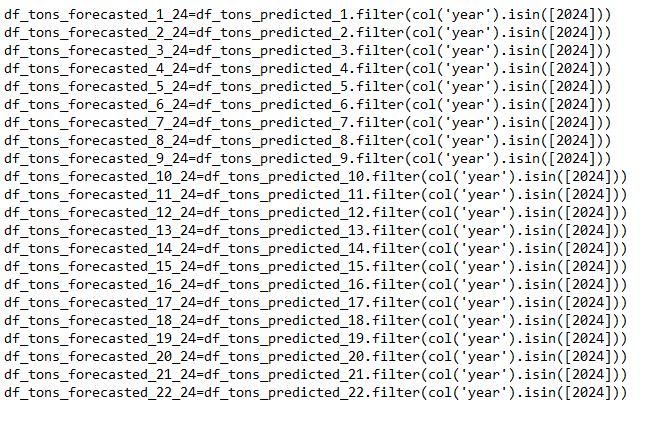 df_tons_forecasted_1_24=df_tons_predicted_1.filter(col('year').isin([2024]))
df_tons_forecasted_2_24=df_tons_predicted_2.filter(col('year').isin([2024]))
df_tons_forecasted_3_24=df_tons_predicted_3.filter(col('year').isin([2024]))
df_tons_forecasted_4_24=df_tons_predicted_4.filter(col('year').isin([2024]))
df_tons_forecasted_5_24=df_tons_predicted_5.filter(col('year').isin([2024]))
df_tons_forecasted_6_24=df_tons_predicted_6.filter(col('year').isin([2024]))
df_tons_forecasted_7_24=df_tons_predicted_7.filter(col('year').isin([2024]))
df_tons_forecasted_8_24=df_tons_predicted_8.filter(col('year').isin([2024]))
df_tons_forecasted_9_24=df_tons_predicted_9.filter(col('year').isin([2024]))
df_tons_forecasted_10_24=df_tons_predicted_10.filter(col('year').isin([2024]))
df_tons_forecasted_11_24=df_tons_predicted_11.filter(col('year').isin([2024]))
df_tons_forecasted_12_24=df_tons_predicted_12.filter(col('year').isin([2024]))
df_tons_forecasted_13_24=df_tons_predicted_13.filter(col('year').isin([2024]))
df_tons_forecasted_14_24=df_tons_predicted_14.filter(col('year').isin([2024]))
df_tons_forecasted_15_24=df_tons_predicted_15.filter(col('year').isin([2024]))
df_tons_forecasted_16_24=df_tons_predicted_16.filter(col('year').isin([2024]))
df_tons_forecasted_17_24=df_tons_predicted_17.filter(col('year').isin([2024]))
df_tons_forecasted_18_24=df_tons_predicted_18.filter(col('year').isin([2024]))
df_tons_forecasted_19_24=df_tons_predicted_19.filter(col('year').isin([2024]))
df_tons_forecasted_20_24=df_tons_predicted_20.filter(col('year').isin([2024]))
df_tons_forecasted_21_24=df_tons_predicted_21.filter(col('year').isin([2024]))
df_tons_forecasted_22_24=df_tons_predicted_22.filter(col('year').isin([2024]))